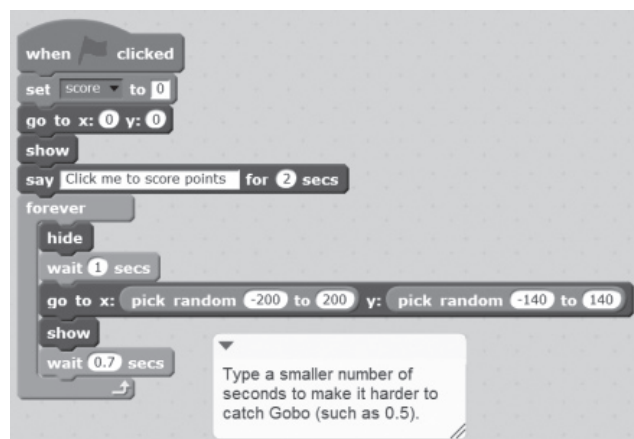 when clicked
set score to 0
go to x: 0 y: 0
show
say Click me to score points for 2 secs
forever
hide
wait 1 secs
go to x: pick random -200 to 200 y: pick random -140 to 140
show
wait 0.7 secs
Type a smaller number of
seconds to make it harder to
catch Gobo (such as 0.5).